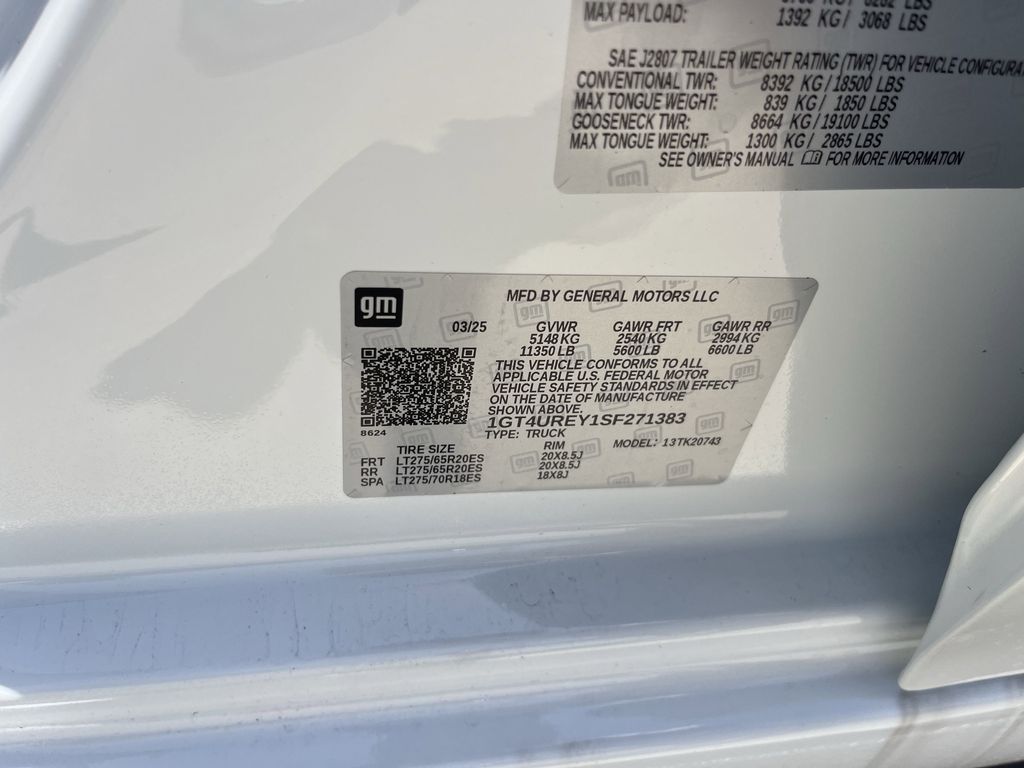 MAX PAYLOAD: 1392 KG / 3068 LBS
SAE J2807 TRAILER WEIGHT RATING (TWR) FOR VEHICLE
CONVENTIONAL TWR: 8392 KG / 18500 LBS
MAX TONGUE WEIGHT: 839 KG / 1850 LBS
GOOSENECK TWR: 8664 KG / 19100 LBS
MAX TONGUE WEIGHT: 1300 KG / 2865 LBS
SEE OWNER'S MANUAL FOR MORE INFORMATION
gm
MFD BY GENERAL MOTORS LLC
03/25 GVWR GAWR FRT GAWR RR
5148 KG 2540 KG 2994 KG
11350 LB 5600 LB 6600 LB
THIS VEHICLE CONFORMS TO ALL
APPLICABLE U.S. FEDERAL MOTOR
VEHICLE SAFETY STANDARDS IN EFFECT
ON THE DATE OF MANUFACTURE
SHOWN ABOVE.
1GT4UREY1SF271383
8624
TYPE: TRUCK MODEL: 13TK20743
TIRE SIZE RIM
FRT LT275/65R20ES 20X8.5J
RR LT275/65R20ES 20X8.5J
SPA LT275/70R18ES 18X8J